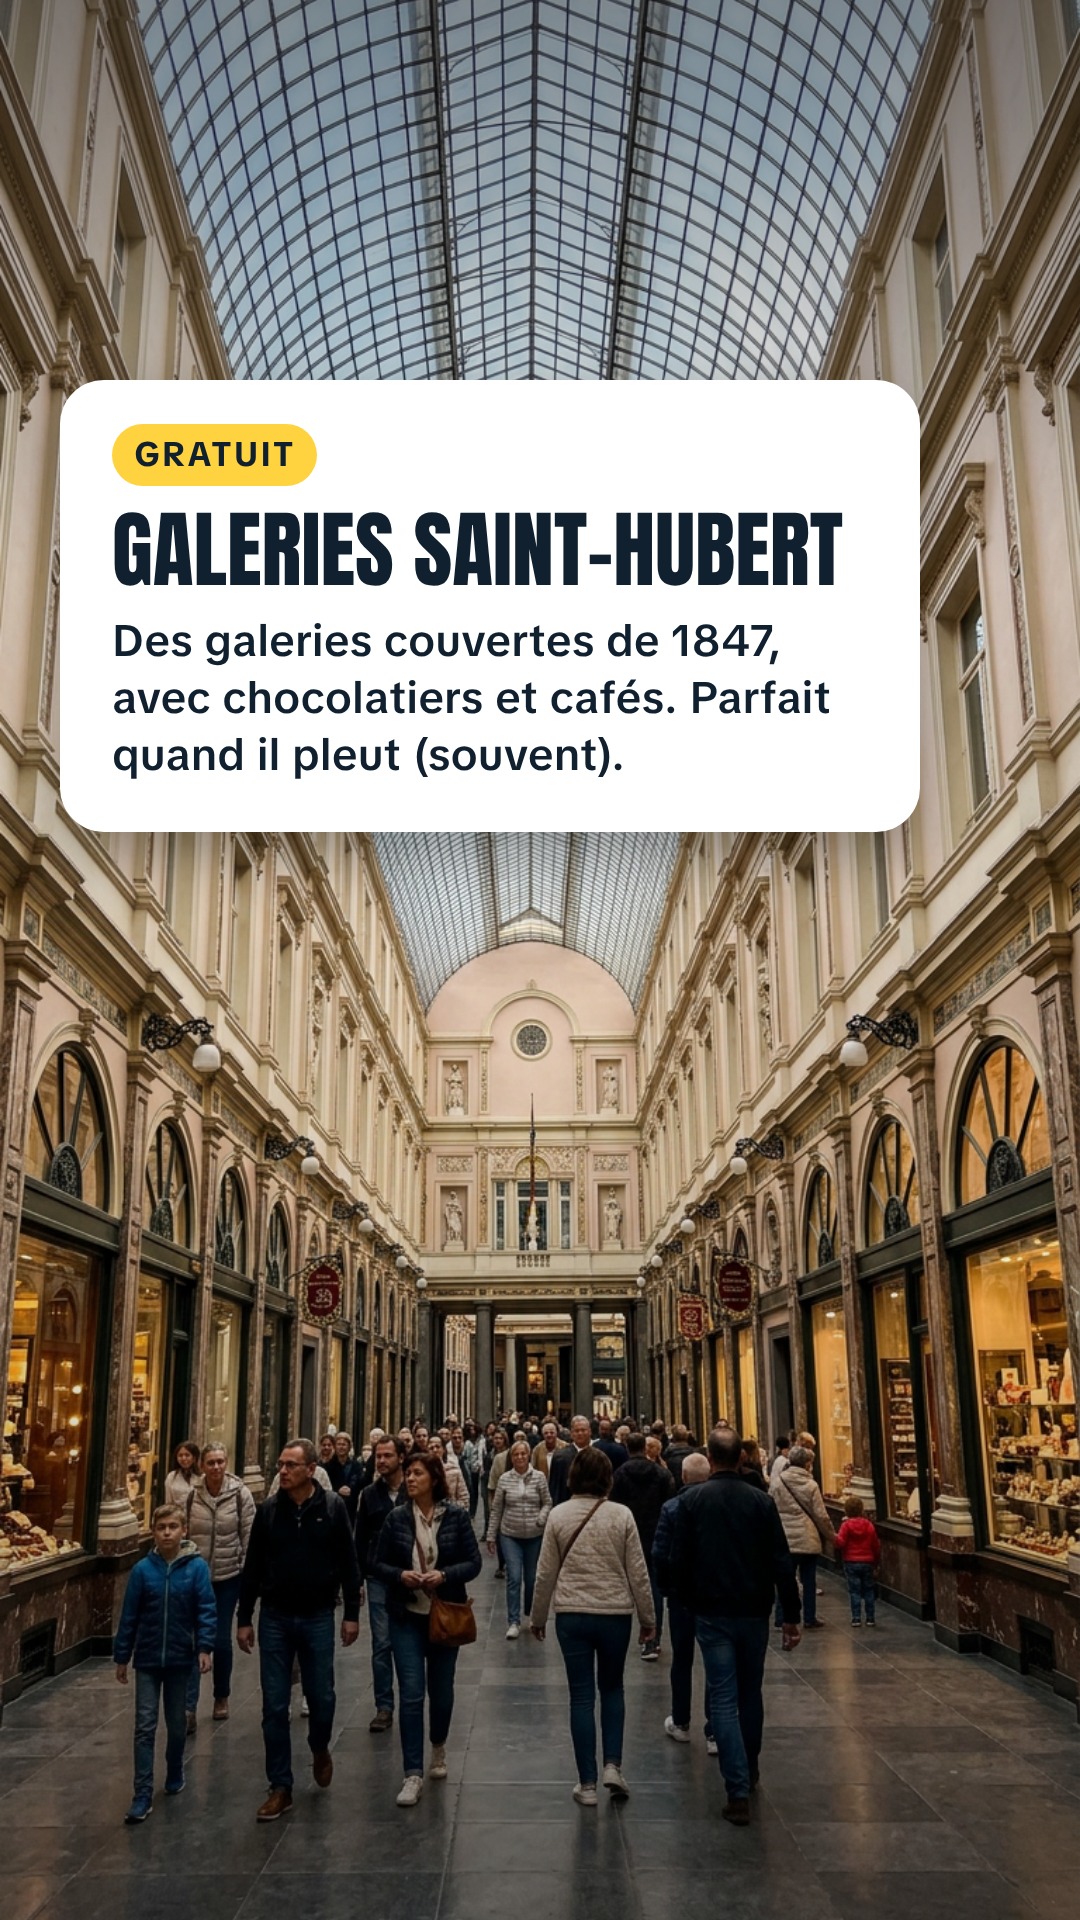 GRATUIT
GALERIES SAINT-HUBERT
Des galeries couvertes de 1847,
avec chocolatiers et cafés. Parfait
quand il pleut (souvent).